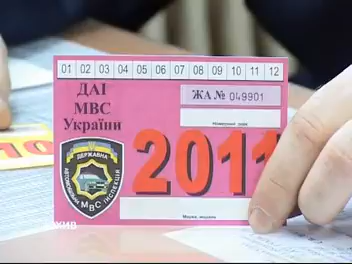 01 02 03 04 05 06 07 08 09 10 11 12
ДАІ
МВС
України
ЖА № 049901
Номерний знак
2011
ДЕРЖАВНА
АВТОМОБІЛЬНА ІНСПЕКЦІЯ
МВС
Марка, модель